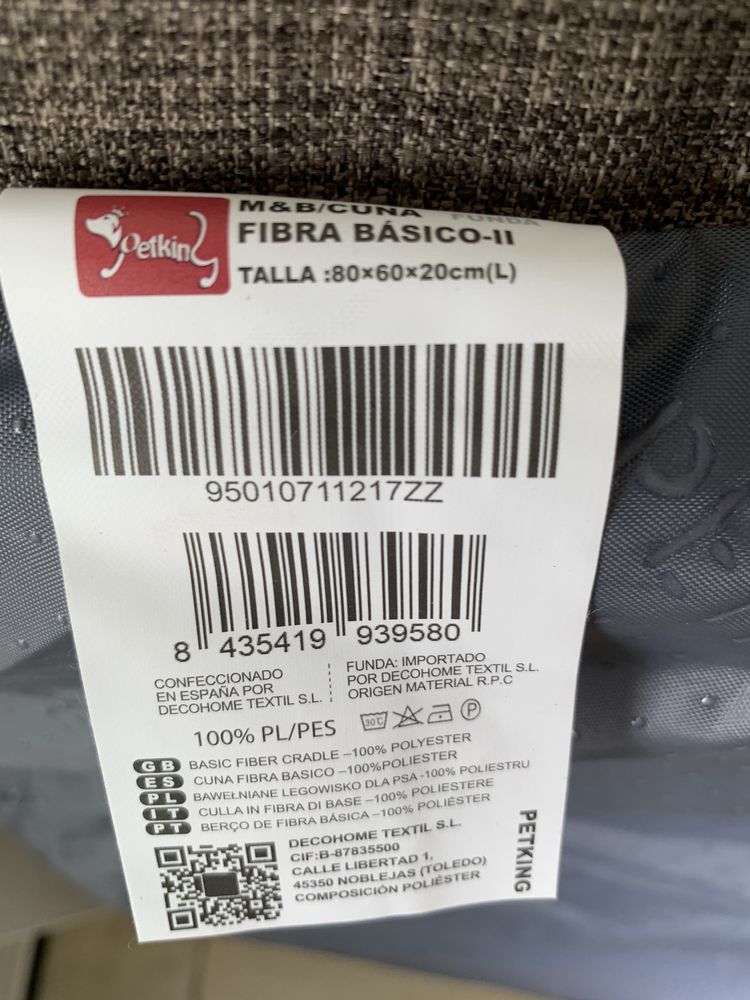 Petking
M&B/CUNA FUNDA
FIBRA BÁSICO-II
TALLA :80×60×20cm(L)
95010711217ZZ
8 435419 939580
CONFECCIONADO
EN ESPAÑA POR
DECOHOME TEXTIL S.L.
FUNDA: IMPORTADO
POR DECOHOME TEXTIL S.L.
ORIGEN MATERIAL R.P.C
100% PL/PES
30°C P
GB BASIC FIBER CRADLE –100% POLYESTER
ES CUNA FIBRA BASICO –100%POLIESTER
PL BAWEŁNIANE LEGOWISKO DLA PSA -100% POLIESTRU
IT CULLA IN FIBRA DI BASE –100% POLIESTERE
PT BERÇO DE FIBRA BÁSICA –100% POLIÉSTER
DECOHOME TEXTIL S.L.
CIF:B-87835500
CALLE LIBERTAD 1,
45350 NOBLEJAS (TOLEDO)
COMPOSICIÓN POLIÉSTER
PETKING